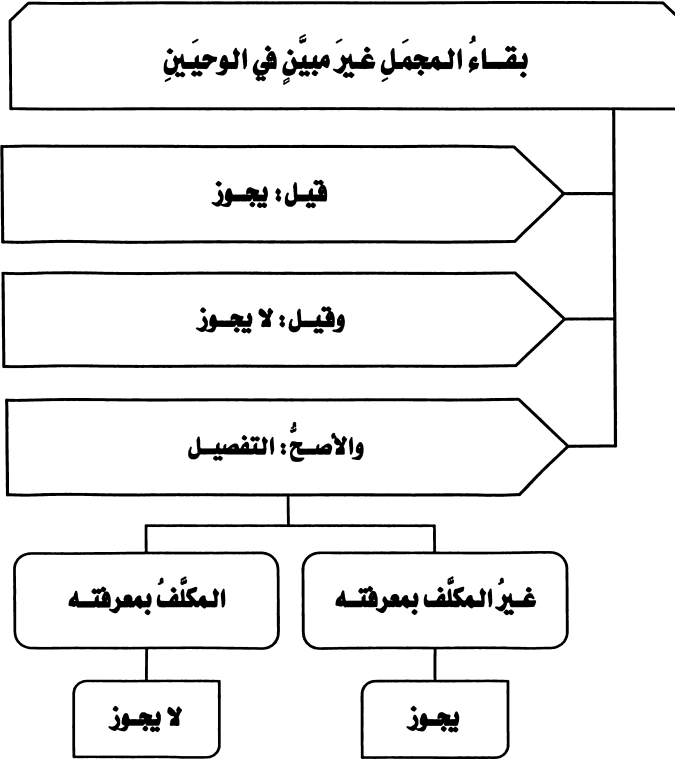 بقاءُ المجمَلِ غيرَ مبيَّنٍ في الوحيَينِ
قيل: يجوز
وقيل: لا يجوز
والأصحُّ: التفصيل
غيرُ المكلَّف بمعرفته
المكلَّفُ بمعرفته
يجوز
لا يجوز